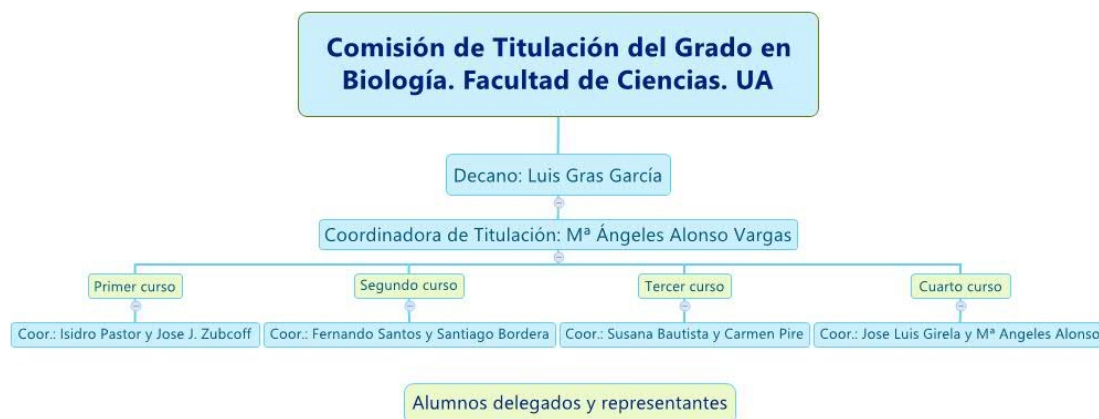 Comisión de Titulación del Grado en
Biología. Facultad de Ciencias. UA
Decano: Luis Gras García
Coordinadora de Titulación: Mª Ángeles Alonso Vargas
Primer curso
Segundo curso
Tercer curso
Cuarto curso
Coor.: Isidro Pastor y Jose J. Zubcoff
Coor.: Fernando Santos y Santiago Bordera
Coor.: Susana Bautista y Carmen Pire
Coor.: Jose Luis Girela y Mª Angeles Alonso
Alumnos delegados y representantes